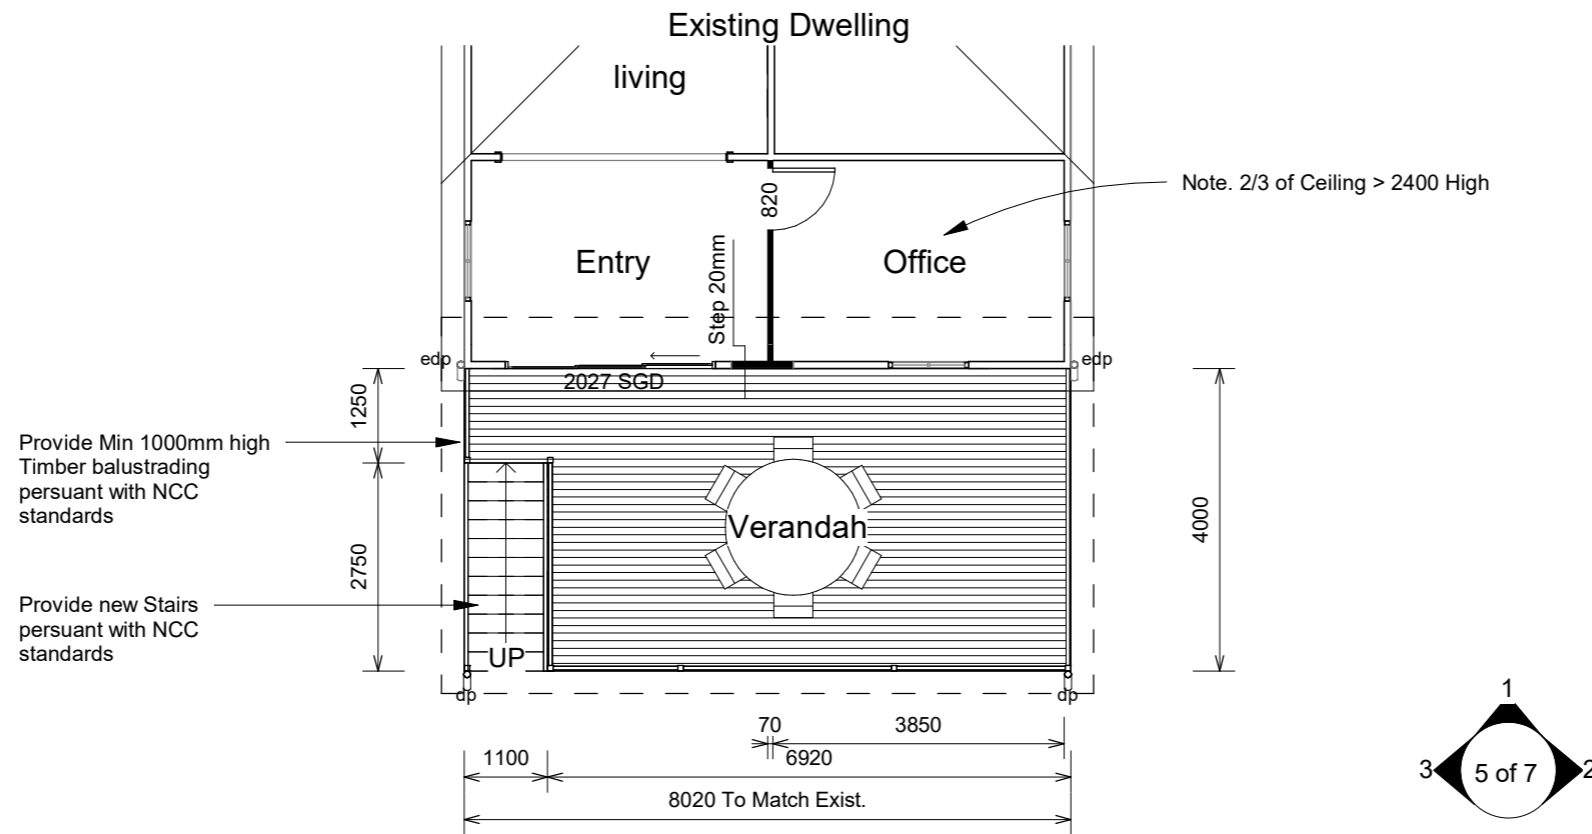 Existing Dwelling
living
Note. 2/3 of Ceiling > 2400 High
820
Entry
Office
Step 20mm
edp
edp
2027 SGD
1250
Provide Min 1000mm high
Timber balustrading
persuant with NCC
standards
Verandah
4000
2750
Provide new Stairs
persuant with NCC
standards
UP
dp
dp
70
3850
1100
6920
8020 To Match Exist.
1
3
5 of 7
2